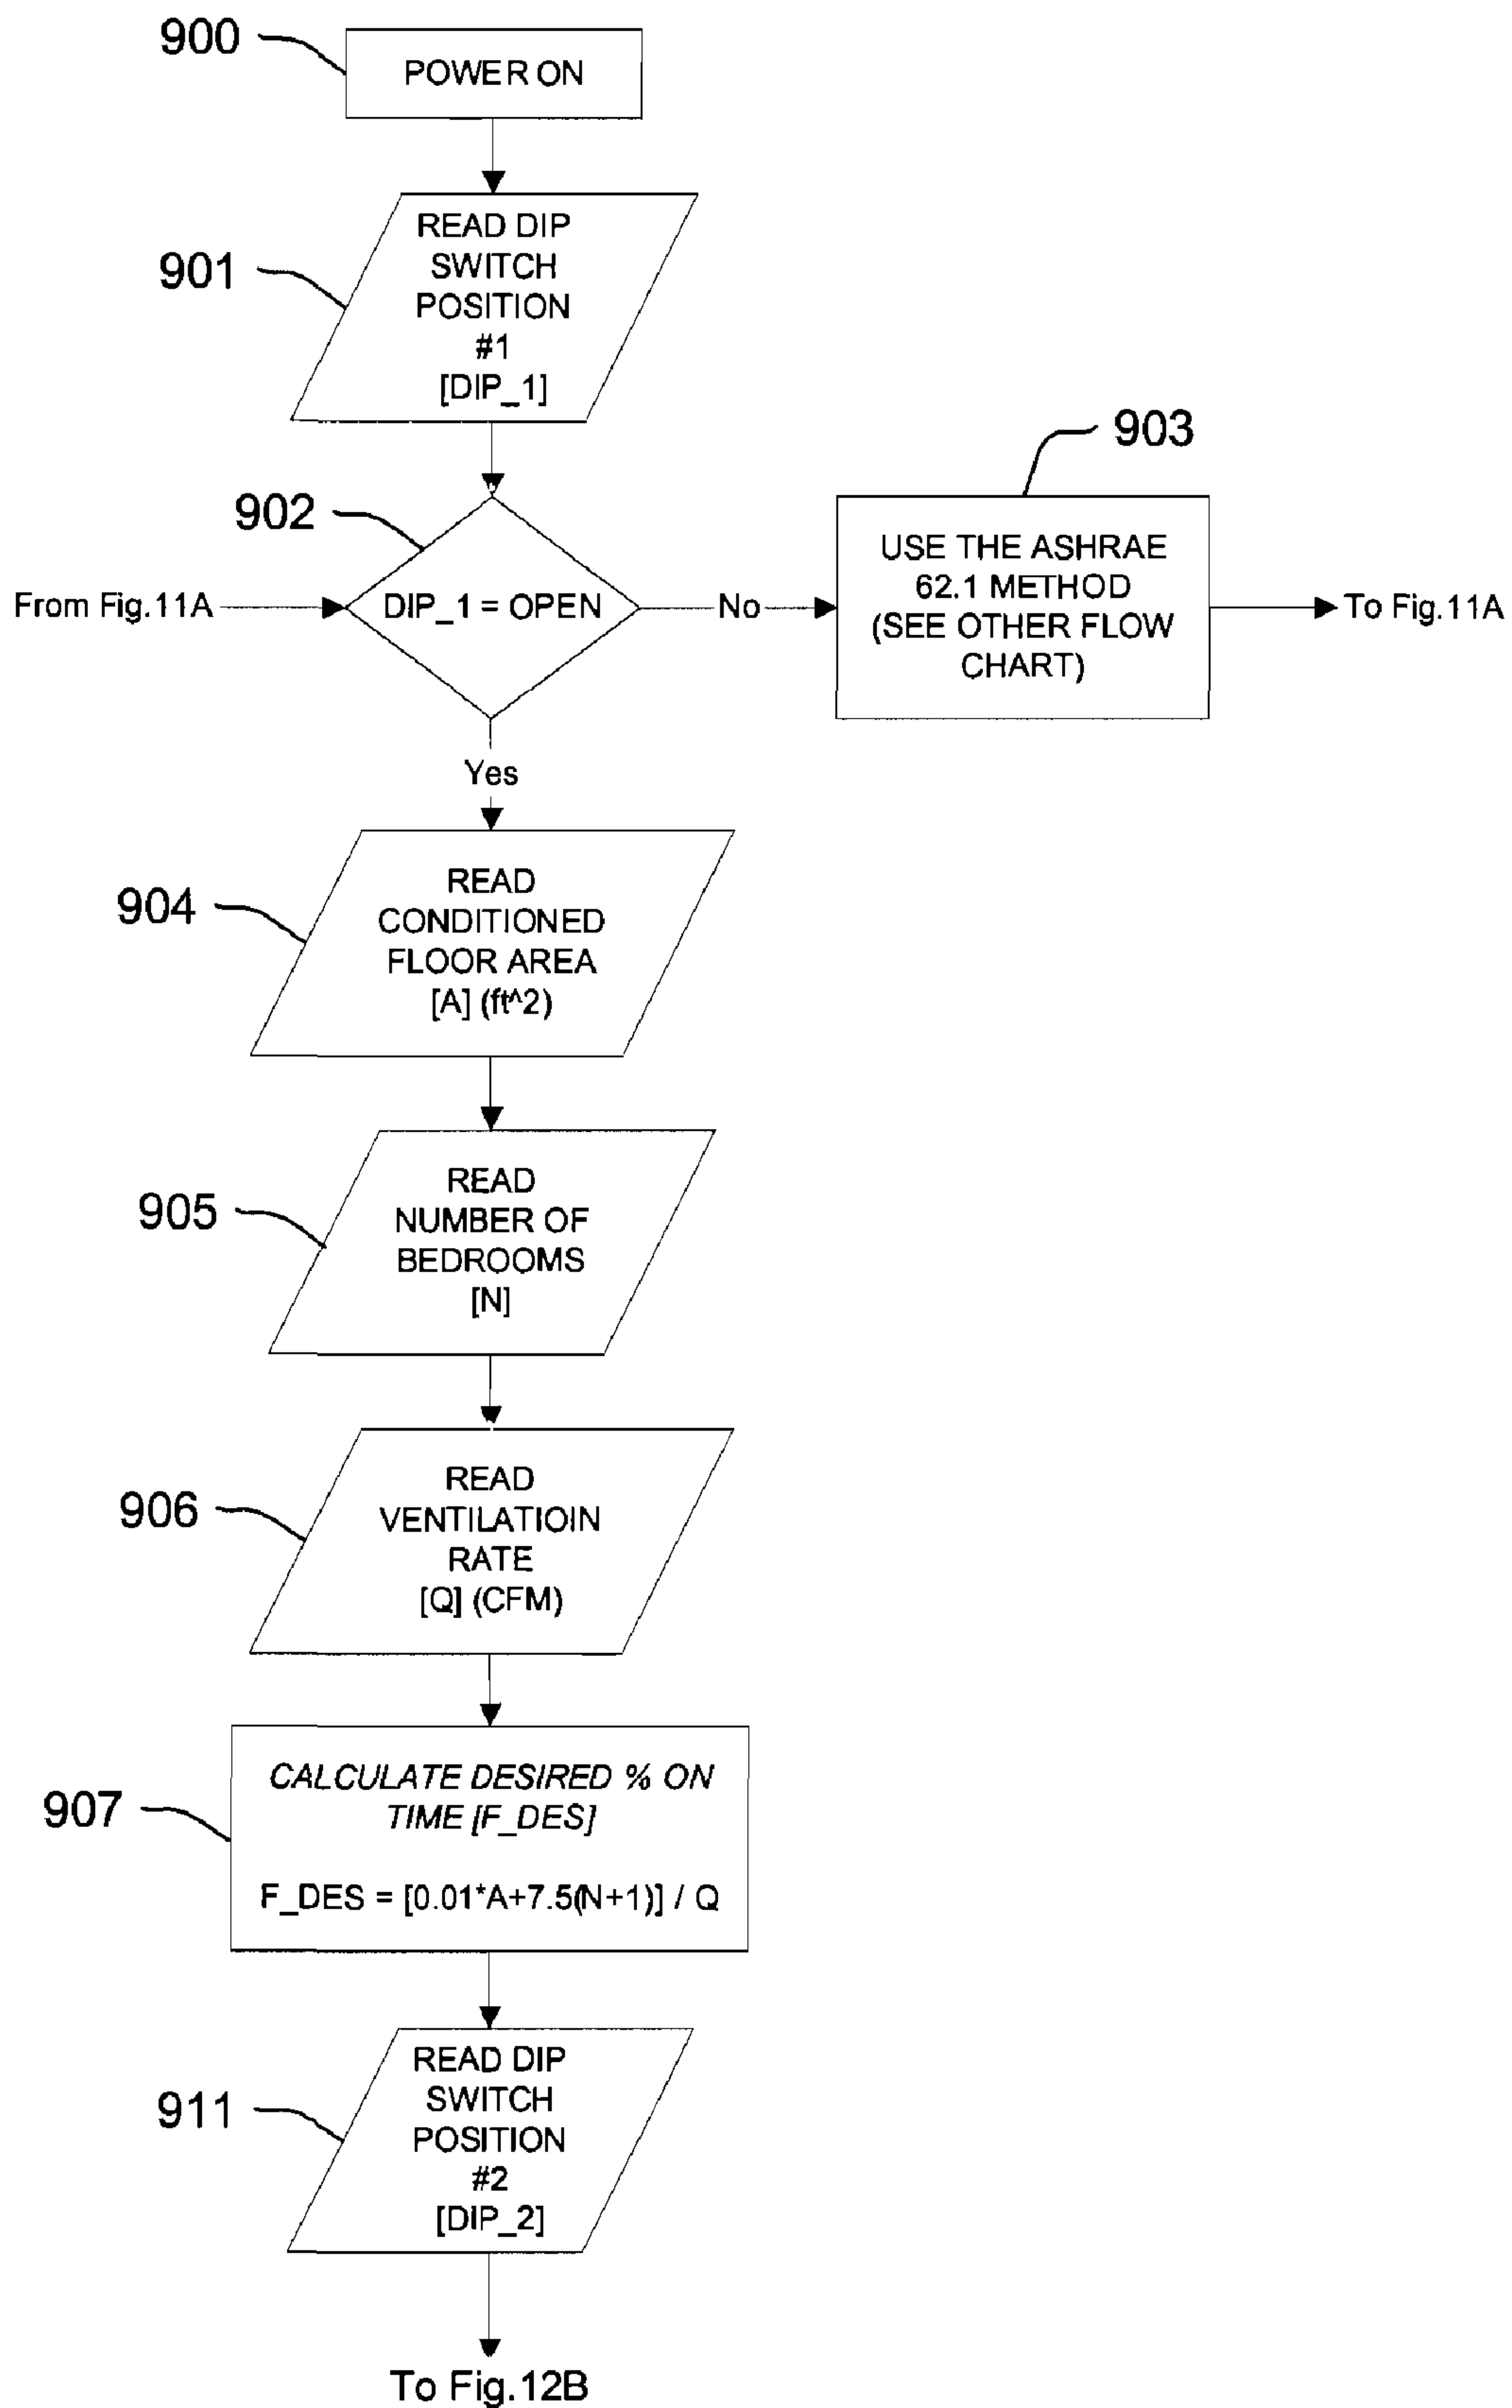 900
POWER ON
901
READ DIP
SWITCH
POSITION
#1
[DIP_1]
902
From Fig.11A
DIP_1 = OPEN
No
903
USE THE ASHRAE
62.1 METHOD
(SEE OTHER FLOW
CHART)
To Fig.11A
Yes
904
READ
CONDITIONED
FLOOR AREA
[A] (ft^2)
905
READ
NUMBER OF
BEDROOMS
[N]
906
READ
VENTILATIOIN
RATE
[Q] (CFM)
907
CALCULATE DESIRED % ON
TIME [F_DES]
F_DES = [0.01*A+7.5(N+1)] / Q
911
READ DIP
SWITCH
POSITION
#2
[DIP_2]
To Fig.12B